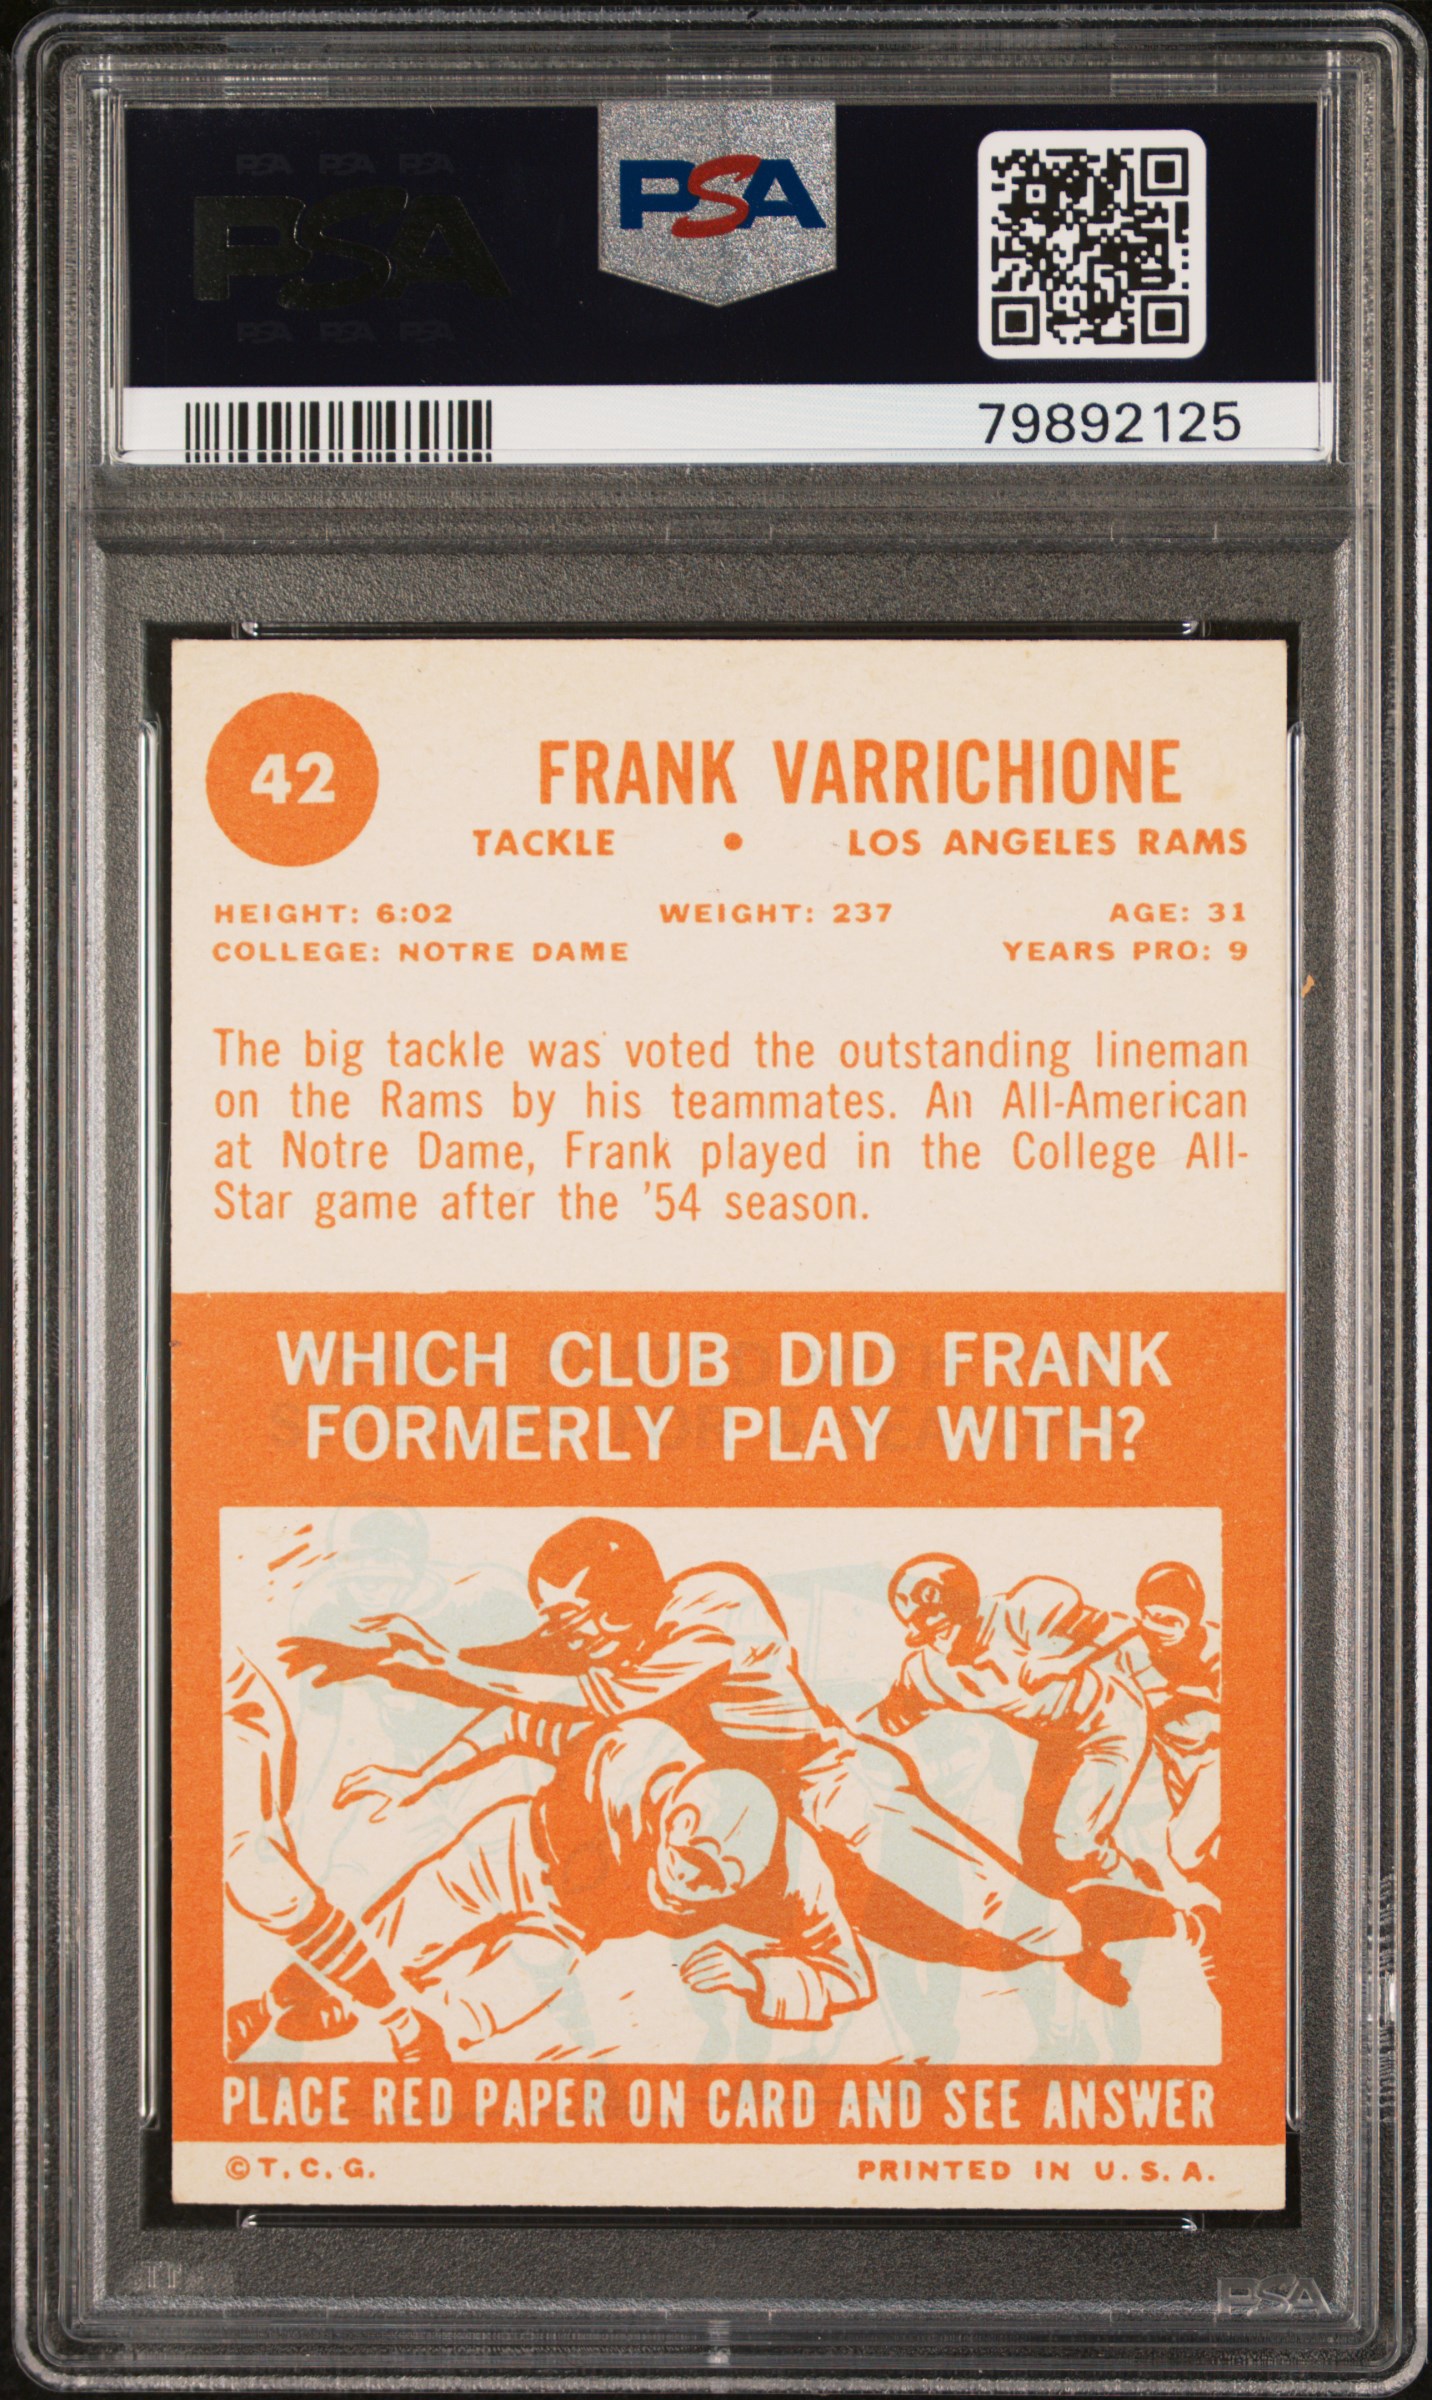 PSA PSA PSA
PSA
PSA PSA PSA
PSA
79892125
42
FRANK VARRICHIONE
TACKLE • LOS ANGELES RAMS
HEIGHT: 6:02 WEIGHT: 237 AGE: 31
COLLEGE: NOTRE DAME YEARS PRO: 9
The big tackle was voted the outstanding lineman
on the Rams by his teammates. An All-American
at Notre Dame, Frank played in the College All-
Star game after the '54 season.
WHICH CLUB DID FRANK
FORMERLY PLAY WITH?
PLACE RED PAPER ON CARD AND SEE ANSWER
©T.C.G. PRINTED IN U.S.A.
PSA